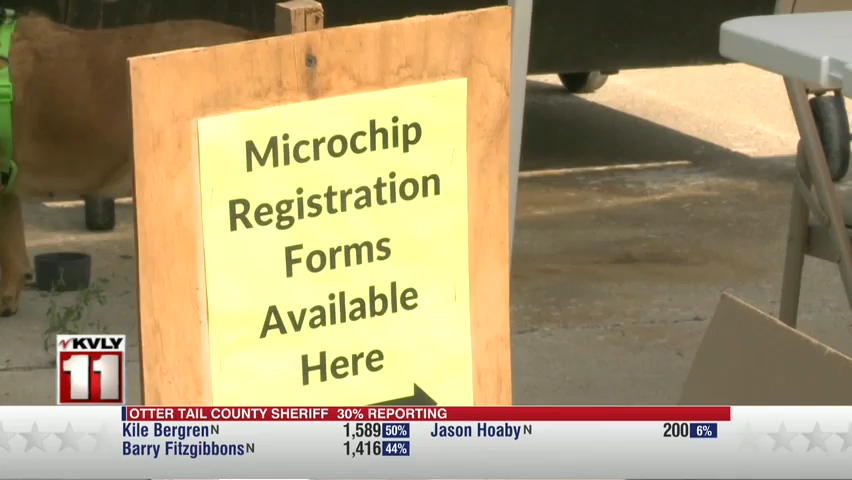 Microchip
Registration
Forms
Available
Here
KVLY
11
OTTER TAIL COUNTY SHERIFF 30% REPORTING
Kile Bergren N 1,589 50% Jason Hoaby N 200 6%
Barry Fitzgibbons N 1,416 44%